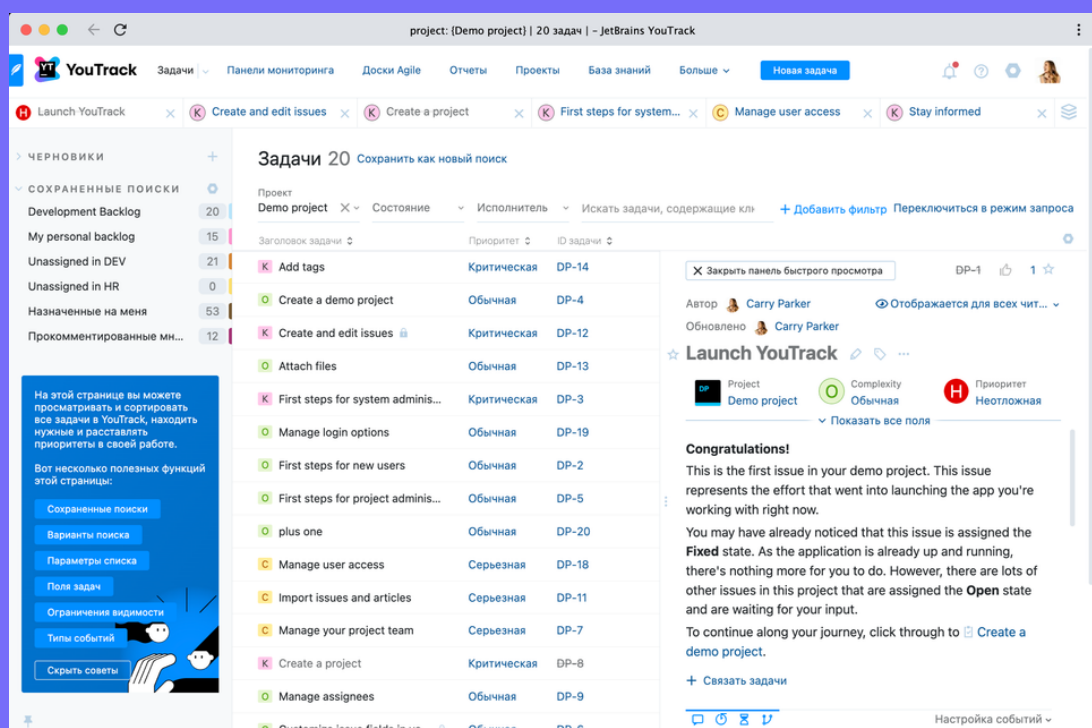 project: {Demo project} | 20 задач | – JetBrains YouTrack
YT YouTrack Задачи Панели мониторинга Доски Agile Отчеты Проекты База знаний Больше Новая задача
H Launch YouTrack K Create and edit issues K Create a project K First steps for system... C Manage user access K Stay informed
ЧЕРНОВИКИ
СОХРАНЕННЫЕ ПОИСКИ
Development Backlog 20
My personal backlog 15
Unassigned in DEV 21
Unassigned in HR 0
Назначенные на меня 53
Прокомментированные мн... 12
На этой странице вы можете
просматривать и сортировать
все задачи в YouTrack, находить
нужные и расставлять
приоритеты в своей работе.
Вот несколько полезных функций
этой страницы:
Сохраненные поиски
Варианты поиска
Параметры списка
Поля задач
Ограничения видимости
Типы событий
Скрыть советы
Задачи 20 Сохранить как новый поиск
Проект
Demo project Состояние Исполнитель Искать задачи, содержащие клю + Добавить фильтр Переключиться в режим запроса
Заголовок задачи Приоритет ID задачи
K Add tags Критическая DP-14
O Create a demo project Обычная DP-4
K Create and edit issues Критическая DP-12
O Attach files Обычная DP-13
K First steps for system adminis... Критическая DP-3
O Manage login options Обычная DP-19
O First steps for new users Обычная DP-2
O First steps for project adminis... Обычная DP-5
O plus one Обычная DP-20
C Manage user access Серьезная DP-18
C Import issues and articles Серьезная DP-11
C Manage your project team Серьезная DP-7
K Create a project Критическая DP-8
O Manage assignees Обычная DP-9
Закрыть панель быстрого просмотра DP-1 1
Автор Carry Parker Отображается для всех чит...
Обновлено Carry Parker
Launch YouTrack
DP Project Demo project
O Complexity Обычная
H Приоритет Неотложная
Показать все поля
Congratulations!
This is the first issue in your demo project. This issue
represents the effort that went into launching the app you're
working with right now.
You may have already noticed that this issue is assigned the
Fixed state. As the application is already up and running,
there's nothing more for you to do. However, there are lots of
other issues in this project that are assigned the Open state
and are waiting for your input.
To continue along your journey, click through to Create a
demo project.
+ Связать задачи
Настройка событий